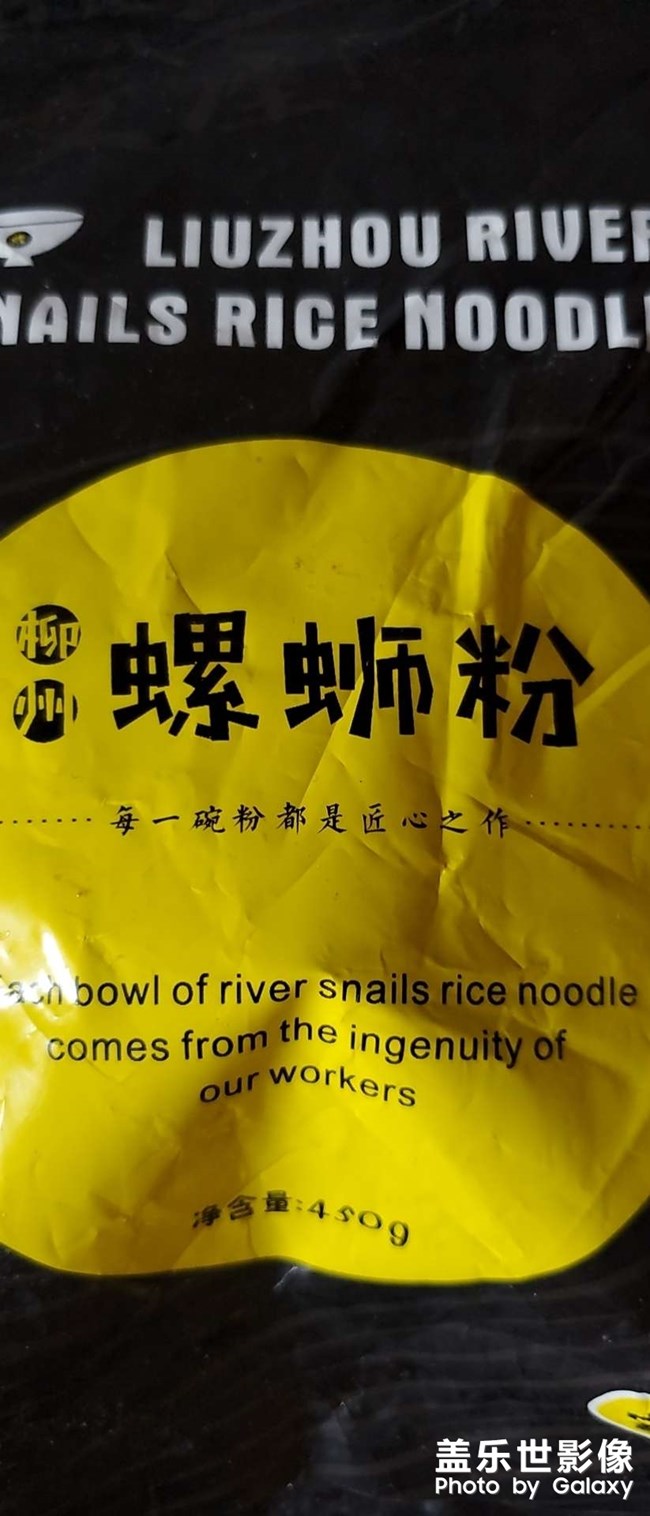 LIUZHOU RIVER
NAILS RICE NOODL
柳州
螺蛳粉
每一碗粉都是匠心之作
Each bowl of river snails rice noodle
comes from the ingenuity of
our workers
净含量:450g
盖乐世影像
Photo by Galaxy